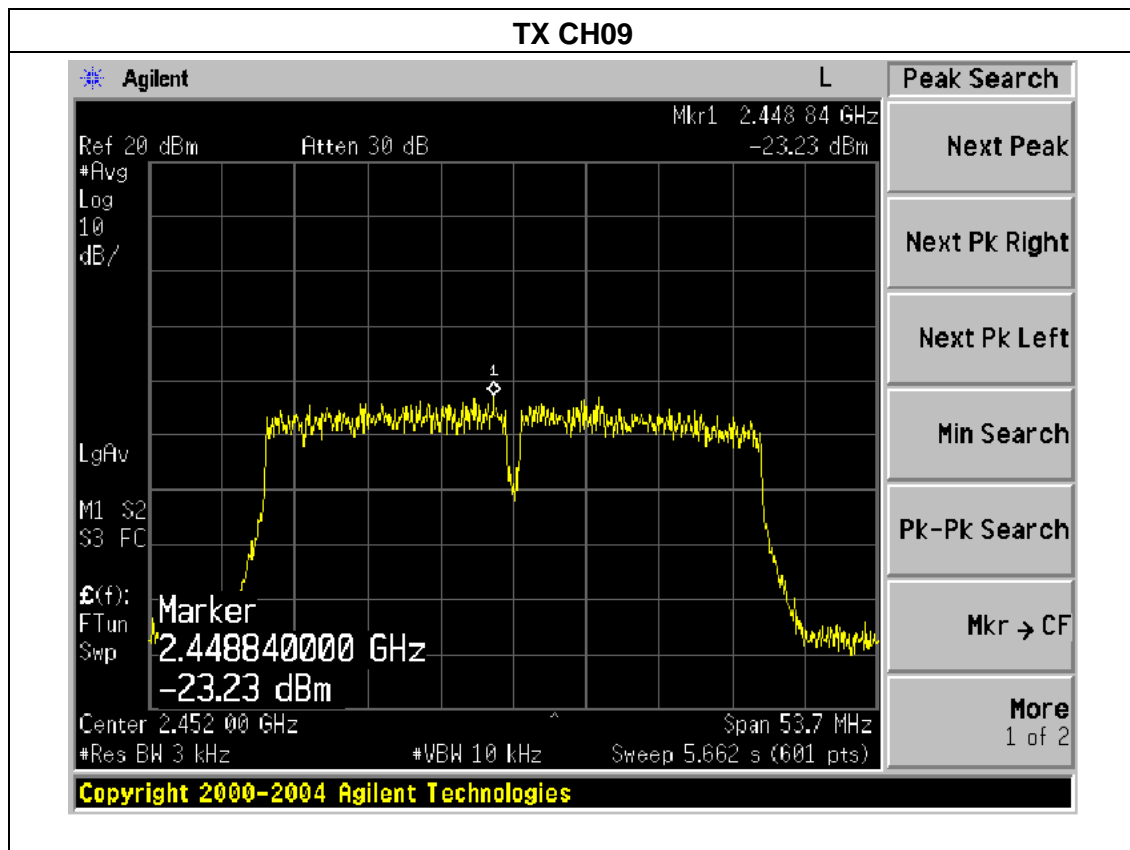 TX CH09
Agilent L Peak Search
Mkr1 2.448 84 GHz
Ref 20 dBm Atten 30 dB -23.23 dBm
#Avg
Log
10
dB/
1
LgAv
M1 S2
S3 FC
£(f):
FTun
Swp
Marker
2.448840000 GHz
-23.23 dBm
Center 2.452 00 GHz ^ Span 53.7 MHz
#Res BW 3 kHz #VBW 10 kHz Sweep 5.662 s (601 pts)
Next Peak
Next Pk Right
Next Pk Left
Min Search
Pk-Pk Search
Mkr → CF
More
1 of 2
Copyright 2000-2004 Agilent Technologies